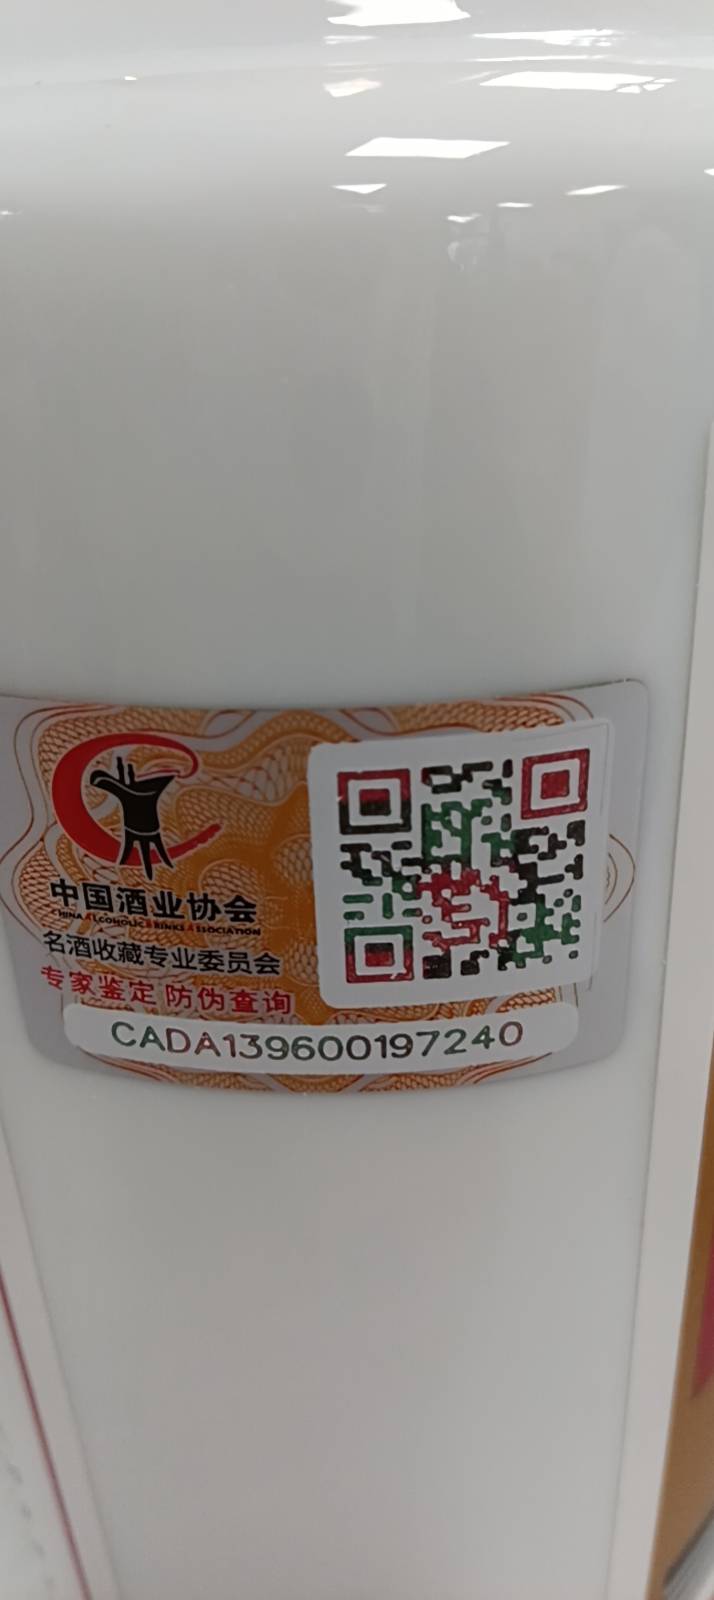 中国酒业协会
CHINA ALCOHOLIC DRINKS ASSOCIATION
名酒收藏专业委员会
专家鉴定 防伪查询
CADA139600197240